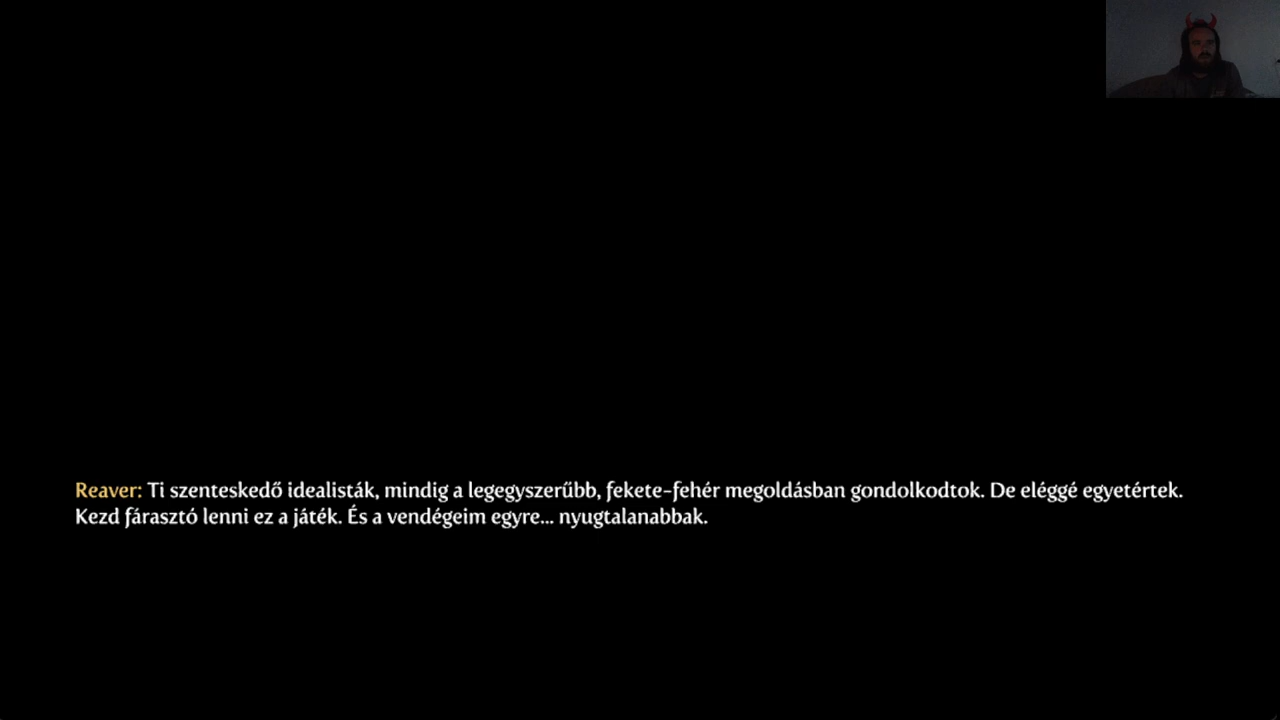 Reaver: Ti szenteskedő idealisták, mindig a legegyszerűbb, fekete-fehér megoldásban gondolkodtok. De eléggé egyetértek.
Kezd fárasztó lenni ez a játék. És a vendégeim egyre... nyugtalanabbak.